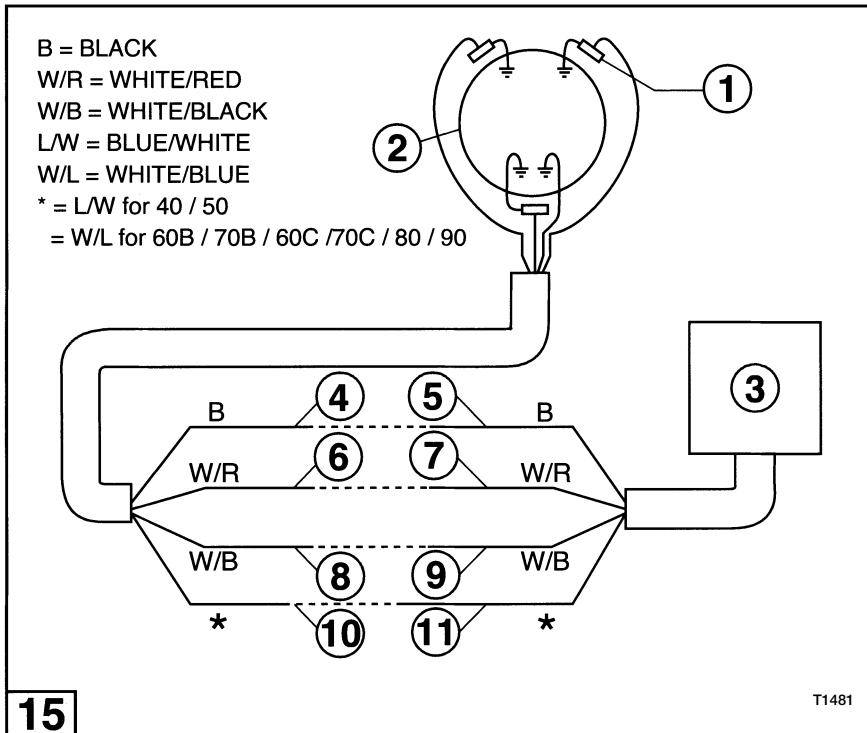 B = BLACK
W/R = WHITE/RED
W/B = WHITE/BLACK
L/W = BLUE/WHITE
W/L = WHITE/BLUE
* = L/W for 40 / 50
= W/L for 60B / 70B / 60C /70C / 80 / 90
1
2
3
4
5
B
B
6
7
W/R
W/R
W/B
8
9
W/B
*
10
11
*
15
T1481